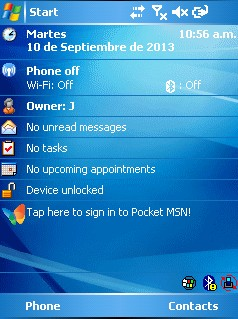 Start
Martes 10:56 a.m.
10 de Septiembre de 2013
Phone off
Wi-Fi: Off : Off
Owner: J
No unread messages
No tasks
No upcoming appointments
Device unlocked
Tap here to sign in to Pocket MSN!
Phone Contacts